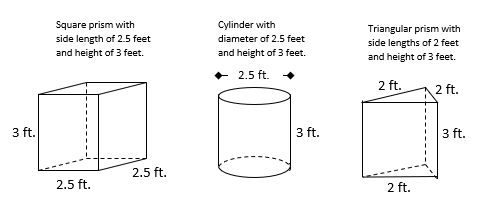 Square prism with
side length of 2.5 feet
and height of 3 feet.
Cylinder with
diameter of 2.5 feet
and height of 3 feet.
Triangular prism with
side lengths of 2 feet
and height of 3 feet.
3 ft.
2.5 ft.
2.5 ft.
2.5 ft.
3 ft.
2 ft.
2 ft.
3 ft.
2 ft.